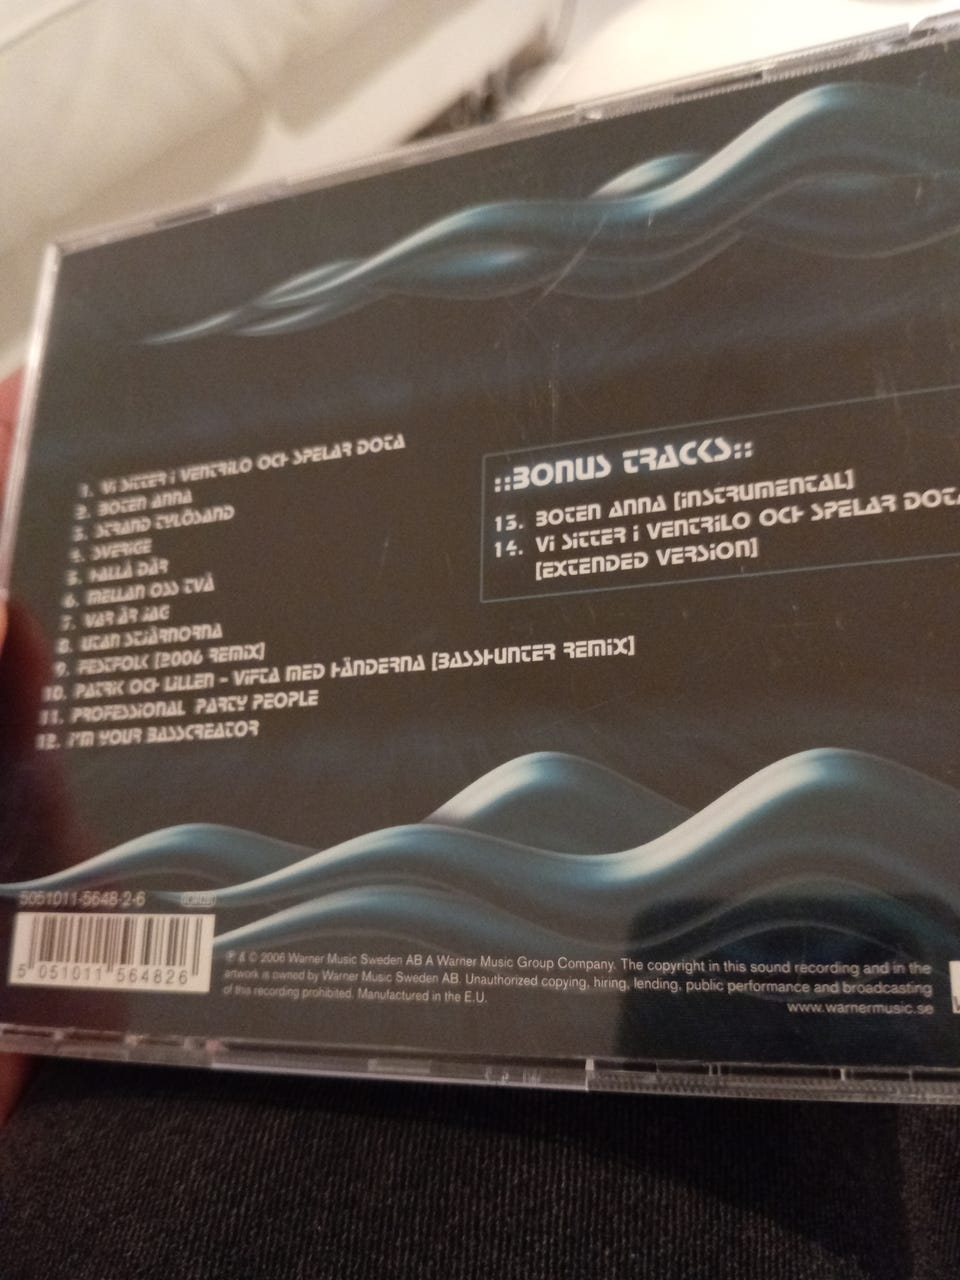 1. Vi SITTER i VENTRILO OCH SPELAR DOTA
2. BOTEN ANNA
3. STRAND TYLÖSAND
4. SVERIGE
5. HALLÅ DÄR
6. MELLAN OSS TVÅ
7. VAR ÄR JAG
8. UTAN STJÄRNORNA
9. FESTFOLK [2006 REMiX]
10. PATRIK OCH LILLEN - ViFTA MED HÄNDERNA [BASSHUNTER REMiX]
11. PROFESSIONAL PARTY PEOPLE
12. i'M YOUR BASSCREATOR
::BONUS TRACKS::
13. BOTEN ANNA [iNSTRUMENTAL]
14. Vi SITTER i VENTRILO OCH SPELAR DOTA
[EXTENDED VERSiON]
5051011-5648-2-6
5 051011 564826
℗ & © 2006 Warner Music Sweden AB A Warner Music Group Company. The copyright in this sound recording and in the
artwork is owned by Warner Music Sweden AB. Unauthorized copying, hiring, lending, public performance and broadcasting
of this recording prohibited. Manufactured in the E.U.
www.warnermusic.se